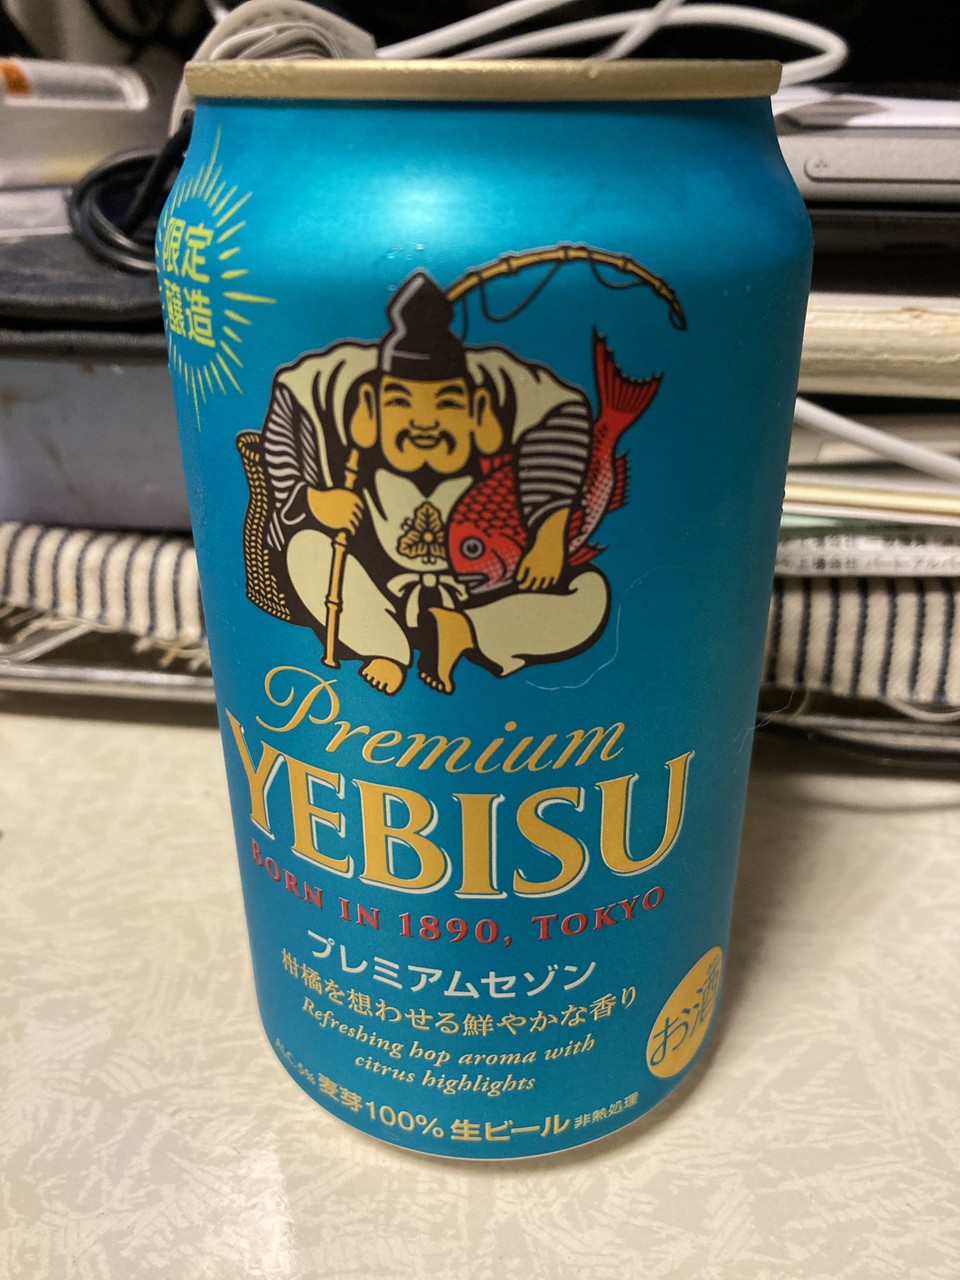 限定
醸造
Premium
YEBISU
BORN IN 1890, TOKYO
プレミアムセゾン
柑橘を想わせる鮮やかな香り
Refreshing hop aroma with
citrus highlights
ALC. 5% 麦芽100% 生ビール 非熱処理
お酒